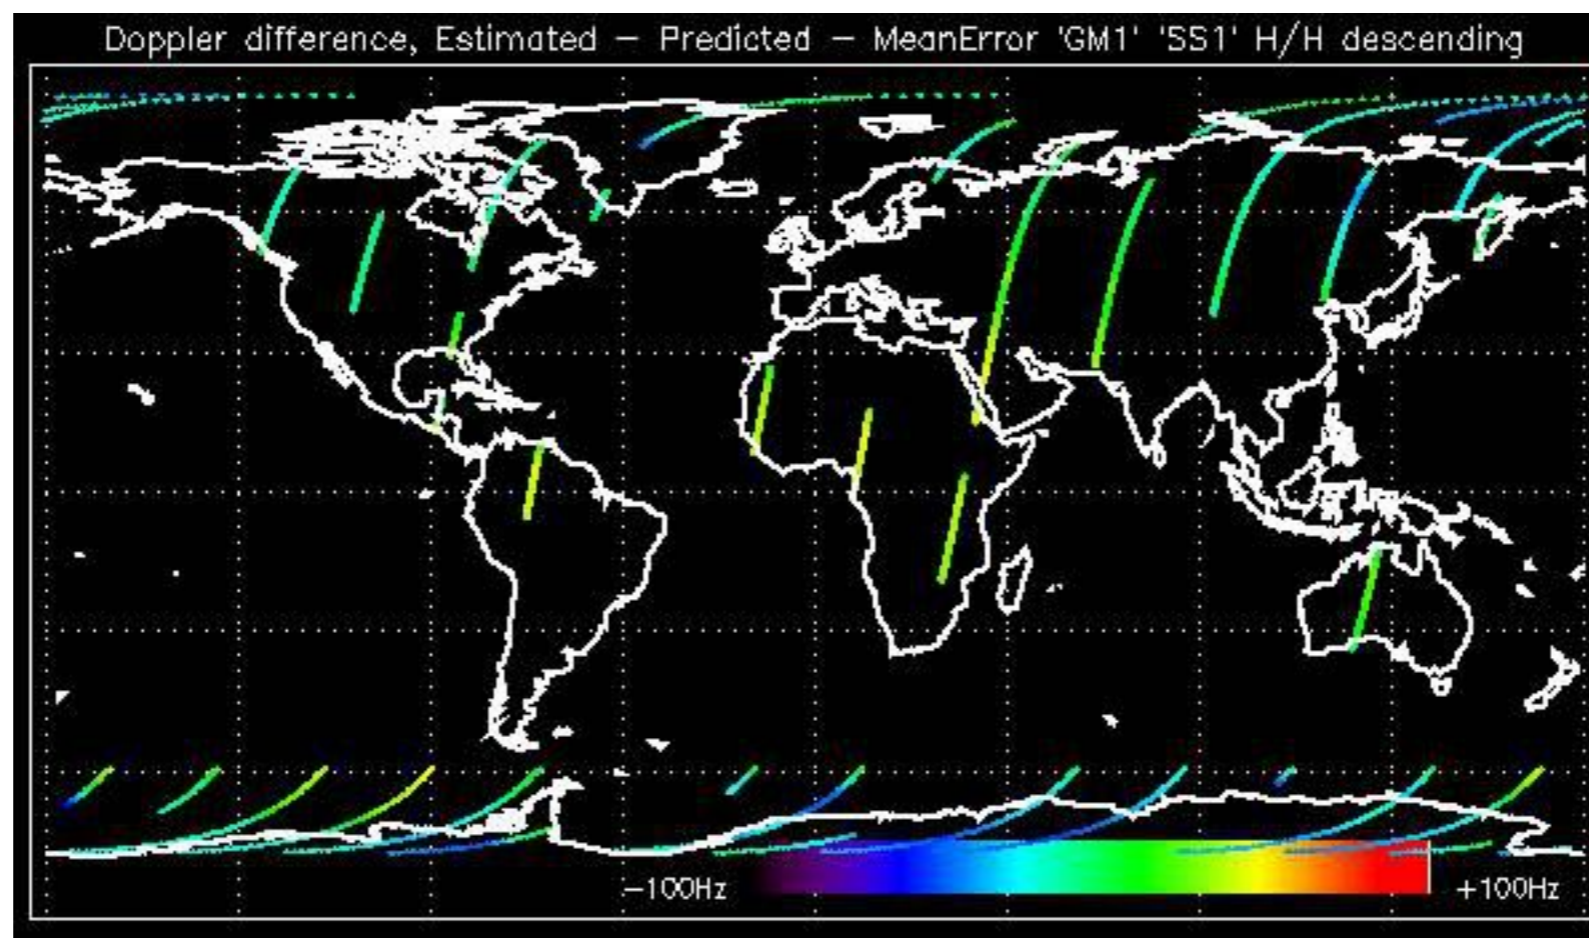 Doppler difference, Estimated – Predicted – MeanError 'GM1' 'SS1' H/H descending
–100Hz +100Hz